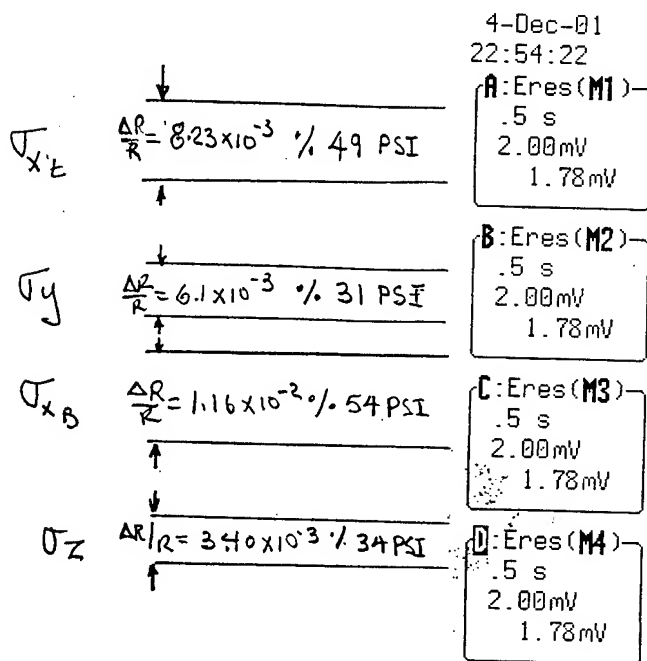 4-Dec-01
22:54:22
A:Eres(M1)
.5 s
2.00mV
1.78mV
σx't ΔR/R = 8.23x10^-3 % 49 PSI
B:Eres(M2)
.5 s
2.00mV
1.78mV
σy ΔR/R = 6.1x10^-3 % 31 PSI
C:Eres(M3)
.5 s
2.00mV
1.78mV
σxB ΔR/R = 1.16x10^-2 % 54 PSI
D:Eres(M4)
.5 s
2.00mV
1.78mV
σz ΔR/R = 3.40x10^-3 % 34 PSI